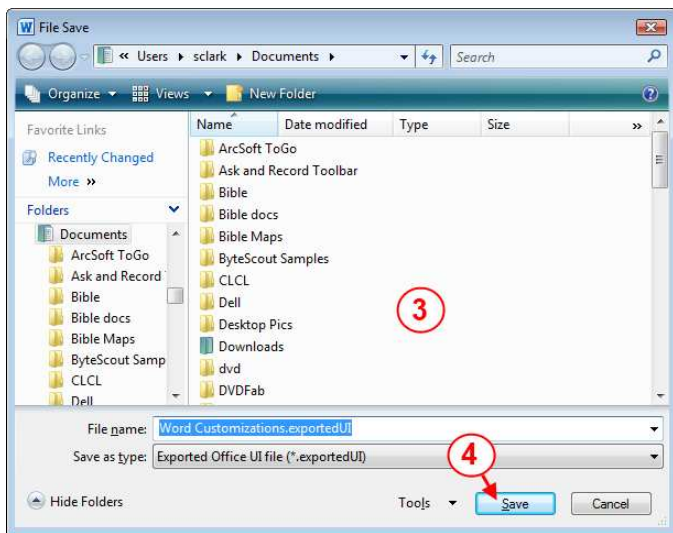 File Save
« Users ▸ sclark ▸ Documents ▸ Search
Organize Views New Folder
Favorite Links
Recently Changed
More »
Folders
Documents
ArcSoft ToGo
Ask and Record
Bible
Bible docs
Bible Maps
ByteScout Samp
CLCL
Dell
Name Date modified Type Size »
ArcSoft ToGo
Ask and Record Toolbar
Bible
Bible docs
Bible Maps
ByteScout Samples
CLCL
Dell
Desktop Pics
Downloads
dvd
DVDFab
3
File name: Word Customizations.exportedUI
Save as type: Exported Office UI file (*.exportedUI)
4
Hide Folders Tools Save Cancel